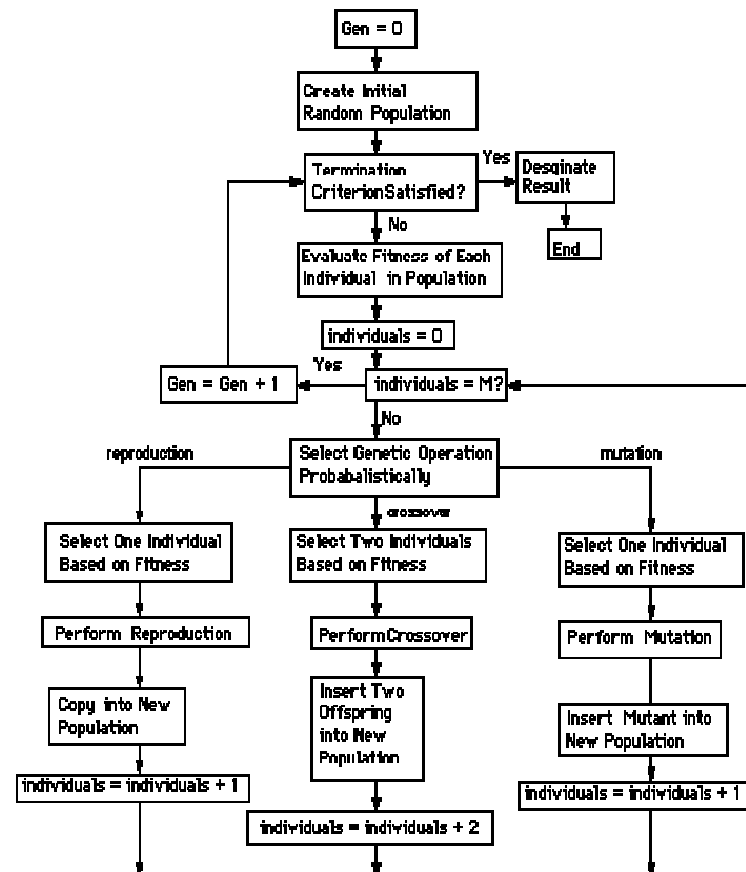 Gen = 0
Create Initial
Random Population
Termination
CriterionSatisfied?
Yes
Desginate
Result
End
No
Evaluate Fitness of Each
Individual in Population
individuals = 0
individuals = M?
Yes
Gen = Gen + 1
No
Select Genetic Operation
Probabalistically
reproduction
crossover
mutation
Select One Individual
Based on Fitness
Perform Reproduction
Copy into New
Population
individuals = individuals + 1
Select Two Individuals
Based on Fitness
PerformCrossover
Insert Two
Offspring
into New
Population
individuals = individuals + 2
Select One Individual
Based on Fitness
Perform Mutation
Insert Mutant into
New Population
individuals = individuals + 1